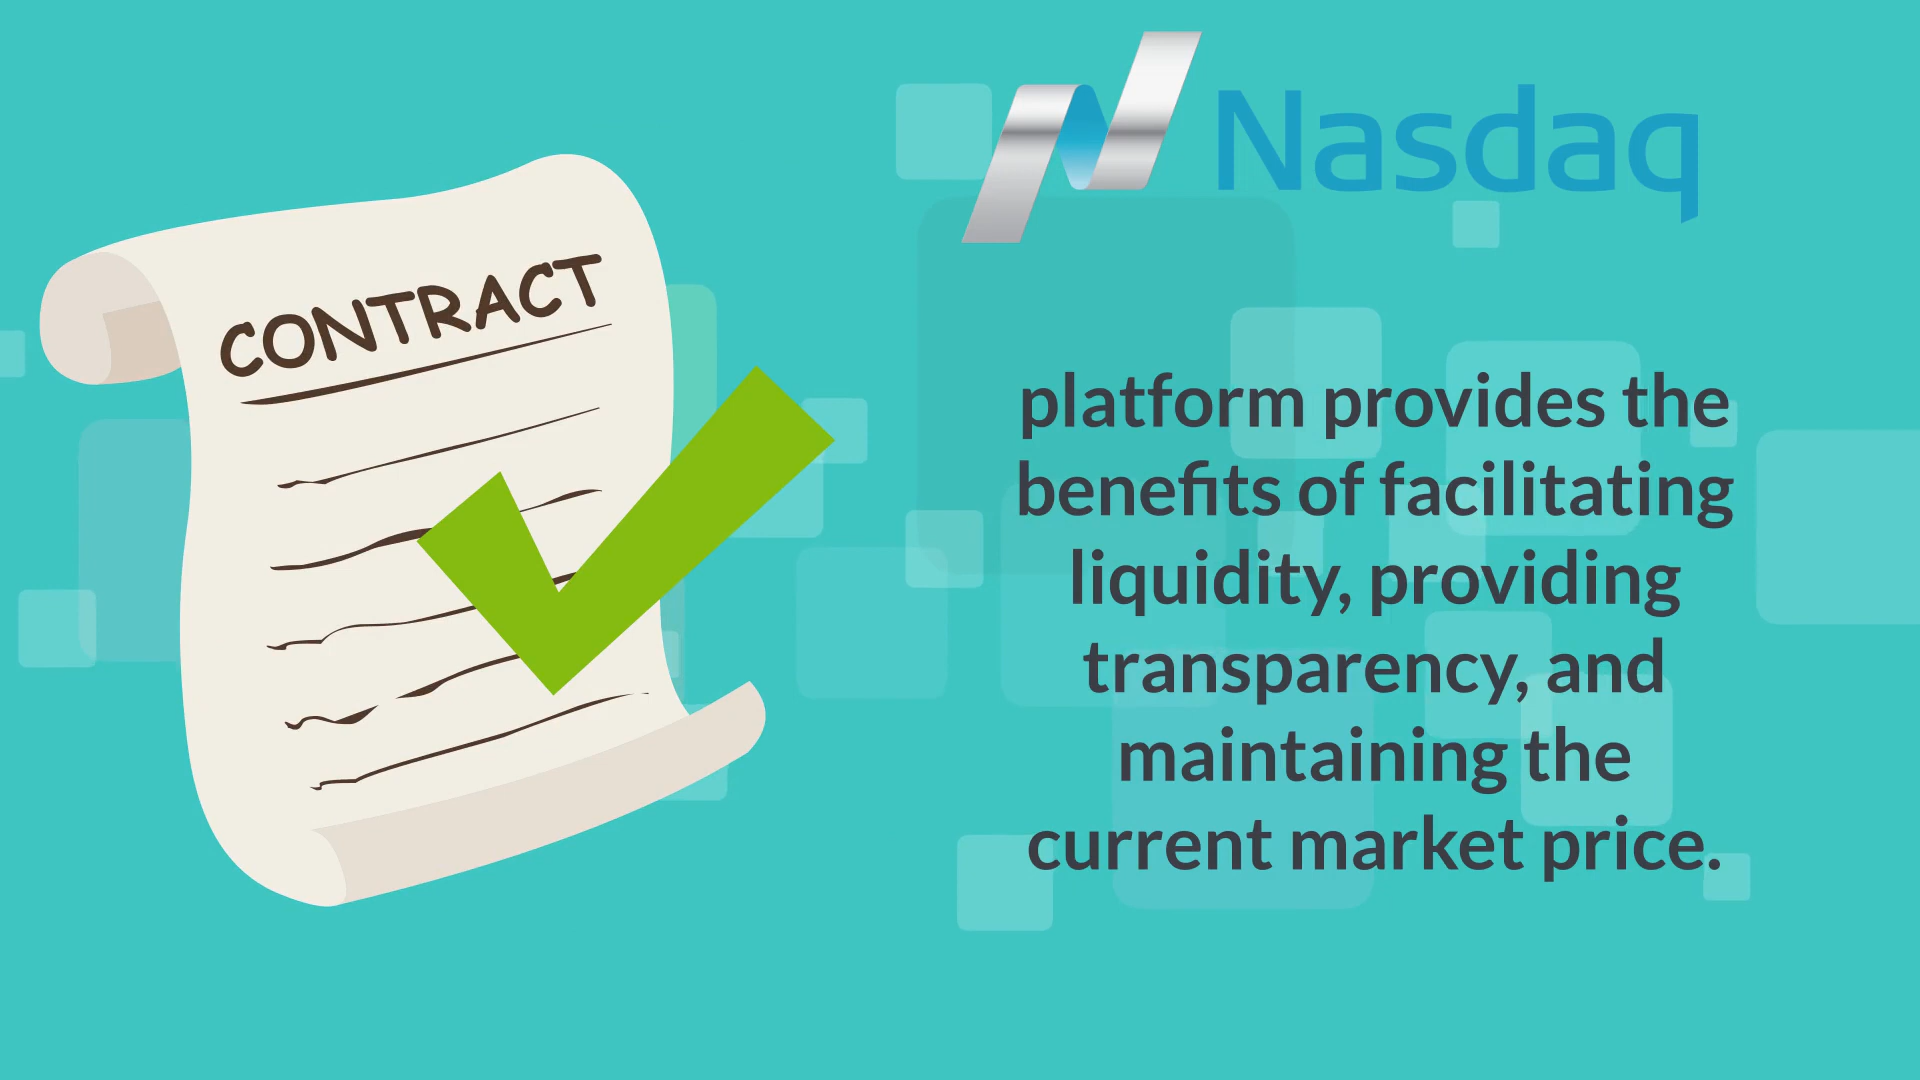 CONTRACT
Nasdaq
platform provides the
benefits of facilitating
liquidity, providing
transparency, and
maintaining the
current market price.